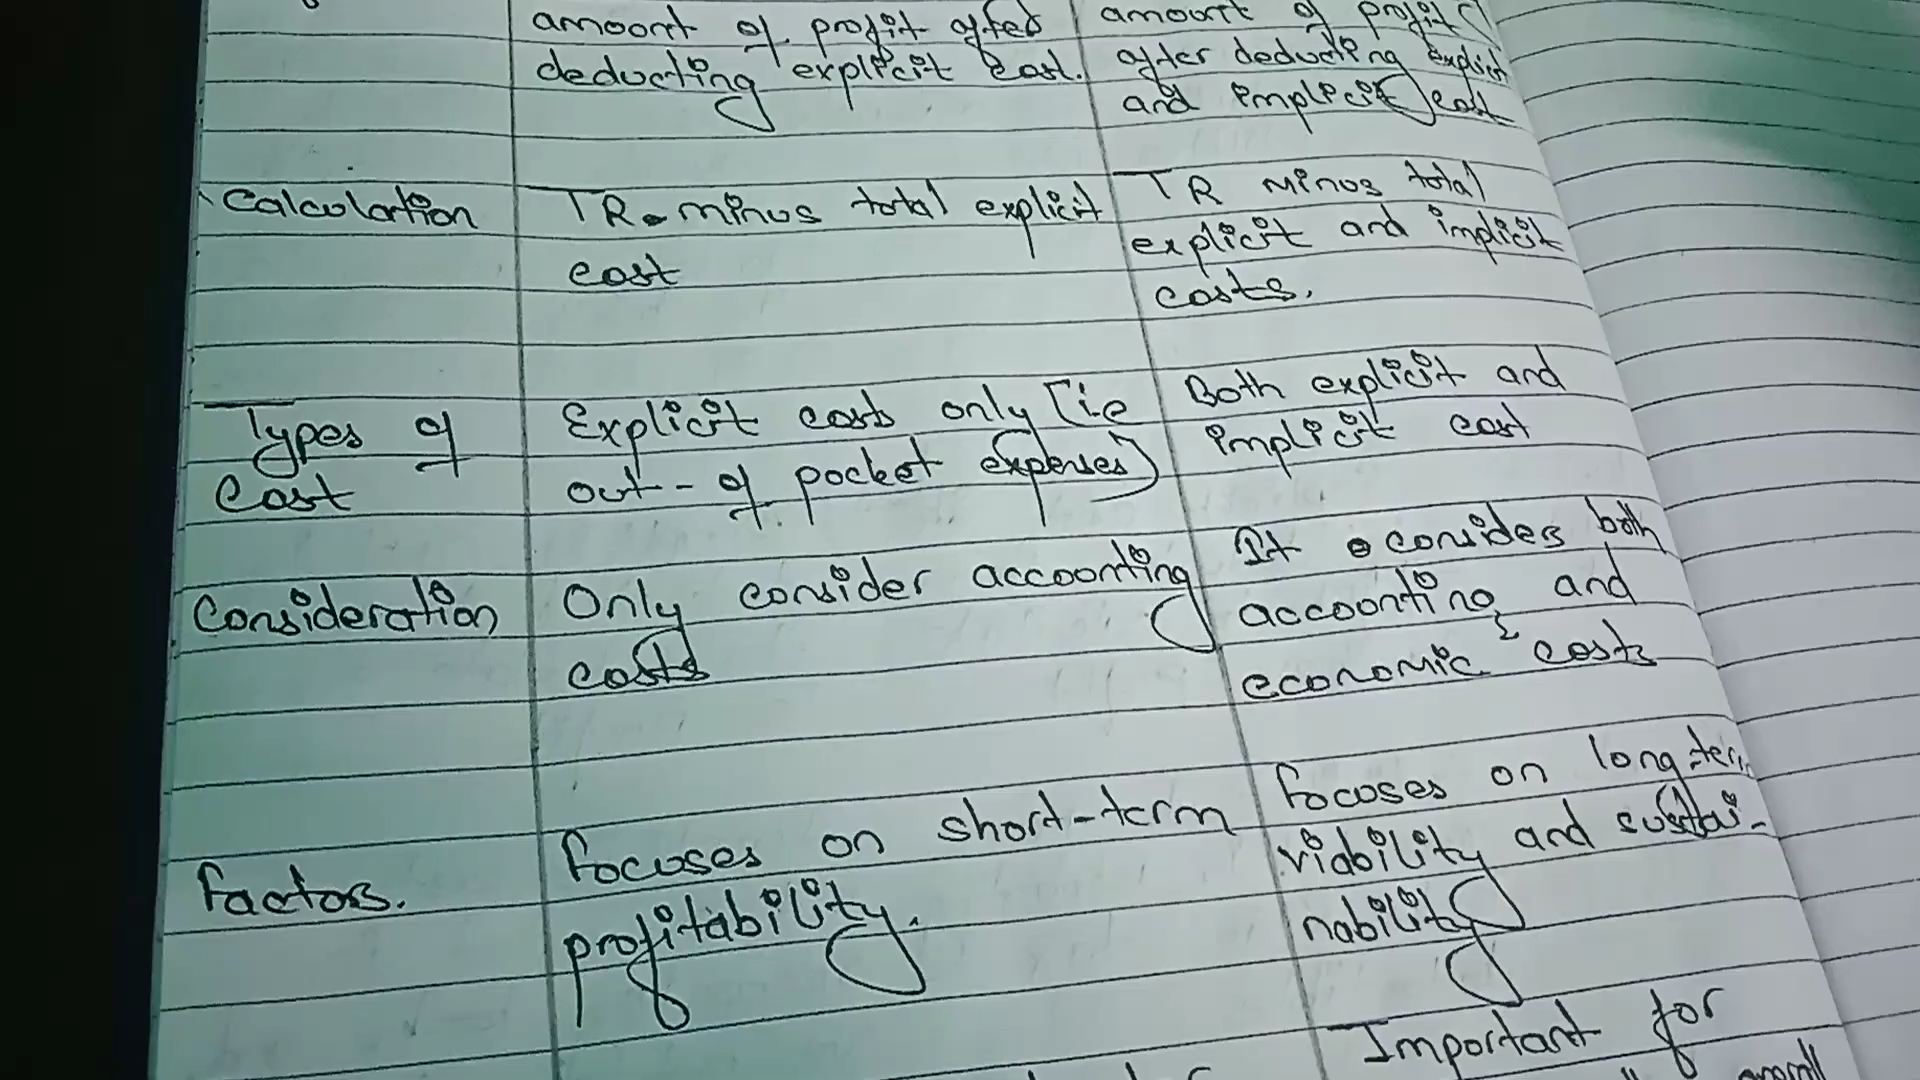 amount of profit after
deducting explicit cost.
amount of profit
after deducting explicit
and implicit cost
Calculation
TR minus total explicit
cost
TR minus total
explicit and implicit
costs.
Types of
Cost
Explicit costs only [i.e
out-of pocket expenses]
Both explicit and
implicit cost
Consideration
Only consider accounting
costs
It considers both
accounting and
economic costs
Factors.
Focuses on short-term
profitability.
Focuses on long-term
viability and sustai-
nability
Important for